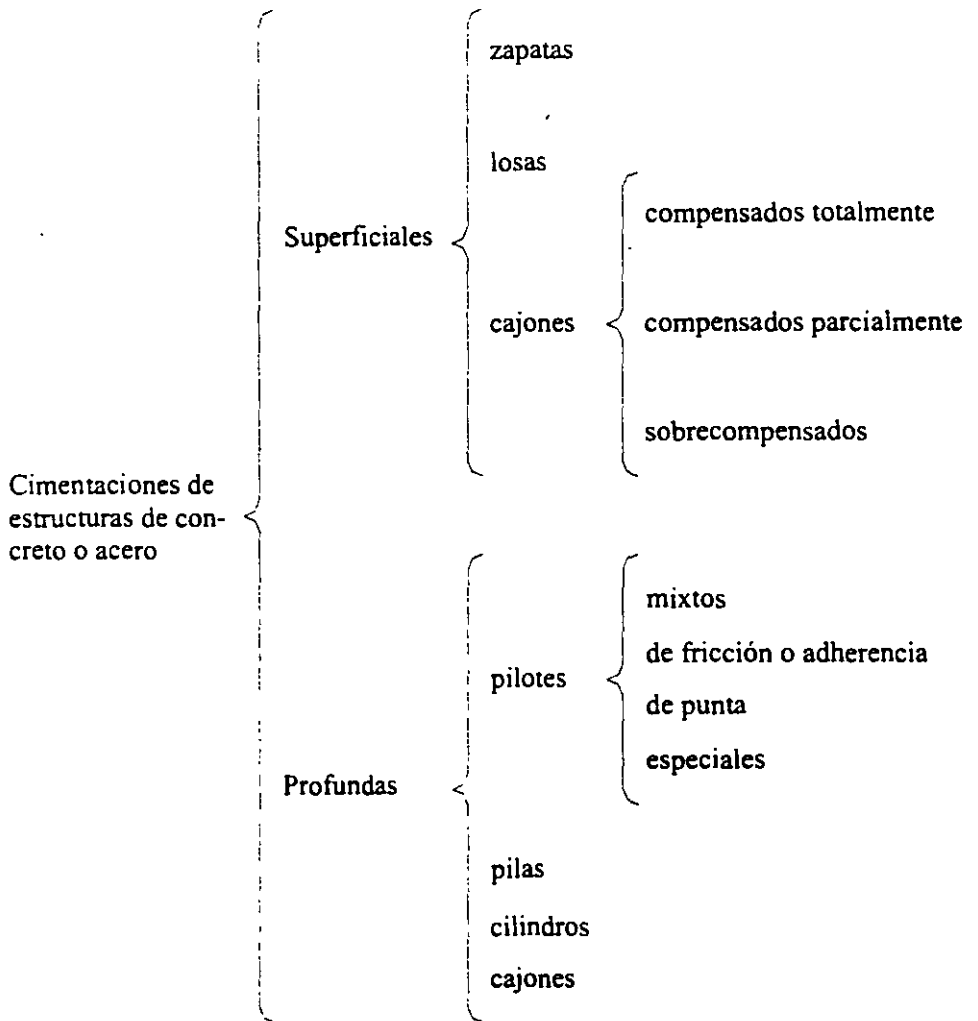 Cimentaciones de
estructuras de con-
creto o acero
Superficiales
zapatas
losas
cajones
compensados totalmente
compensados parcialmente
sobrecompensados
Profundas
pilotes
mixtos
de fricción o adherencia
de punta
especiales
pilas
cilindros
cajones